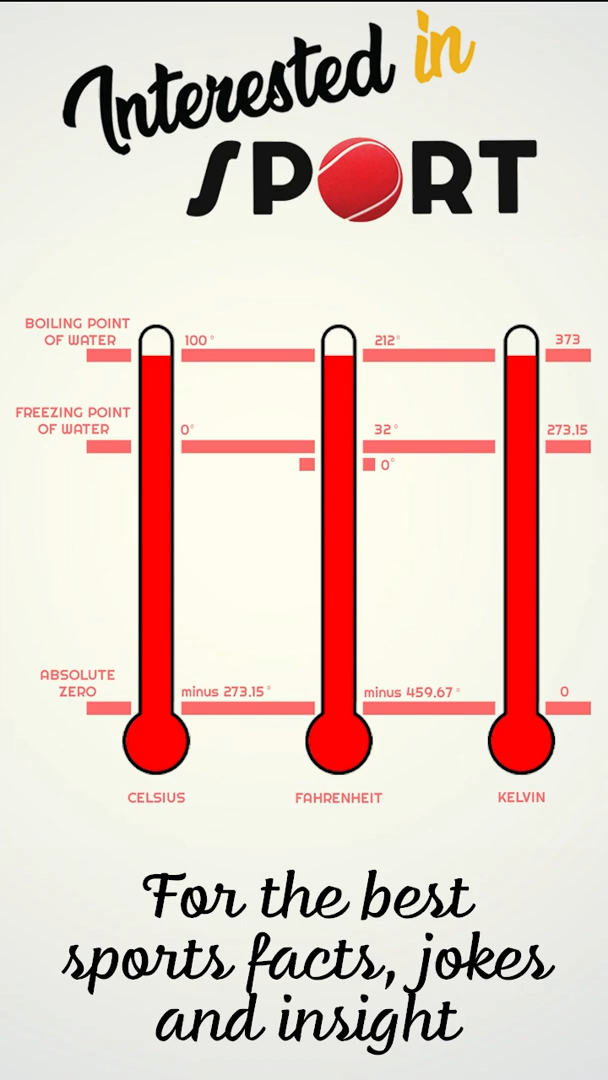 Interested in
SPORT
BOILING POINT
OF WATER
100° 212° 373
FREEZING POINT
OF WATER
0° 32° 273.15
0°
ABSOLUTE
ZERO
minus 273.15° minus 459.67° 0
CELSIUS FAHRENHEIT KELVIN
For the best
sports facts, jokes
and insight